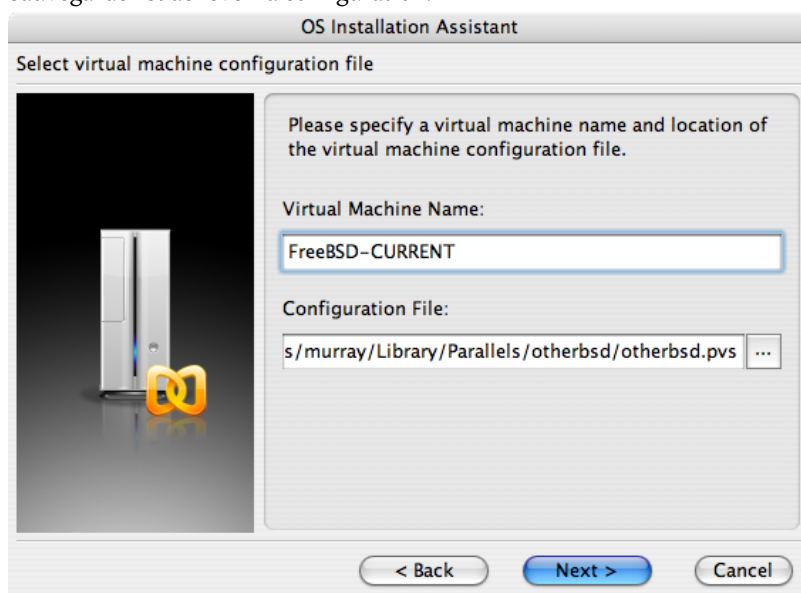 OS Installation Assistant
Select virtual machine configuration file
Please specify a virtual machine name and location of
the virtual machine configuration file.
Virtual Machine Name:
FreeBSD-CURRENT
Configuration File:
s/murray/Library/Parallels/otherbsd/otherbsd.pvs ...
< Back Next > Cancel